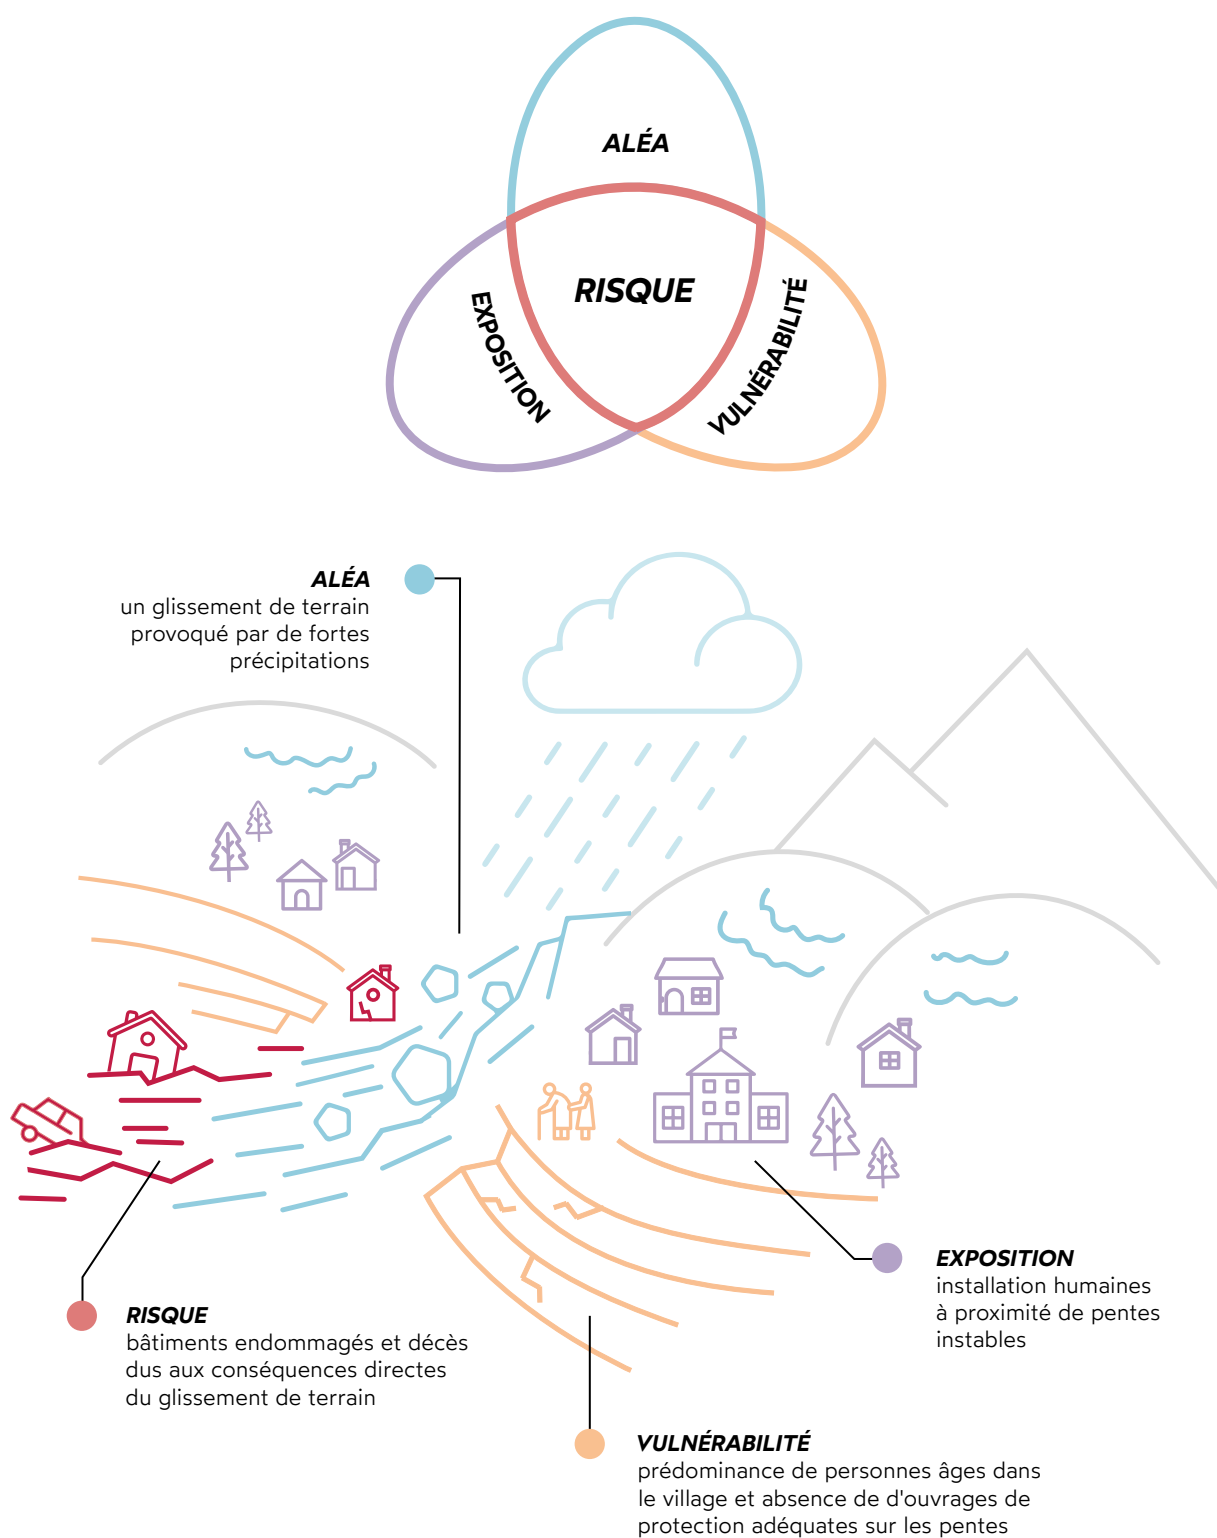 ALÉA
RISQUE
EXPOSITION
VULNÉRABILITÉ
ALÉA
un glissement de terrain
provoqué par de fortes
précipitations
EXPOSITION
installation humaines
à proximité de pentes
instables
RISQUE
bâtiments endommagés et décès
dus aux conséquences directes
du glissement de terrain
VULNÉRABILITÉ
prédominance de personnes âges dans
le village et absence de d'ouvrages de
protection adéquates sur les pentes